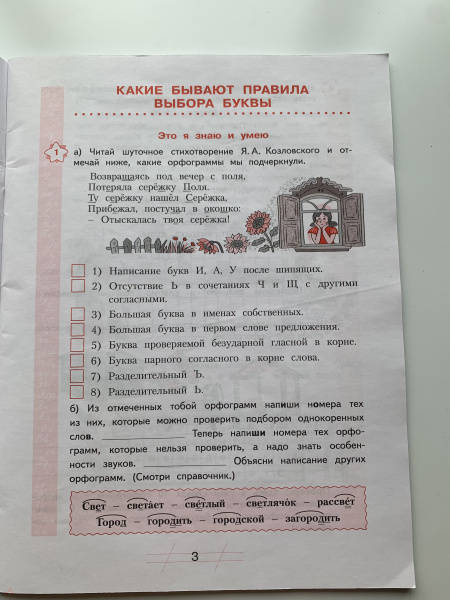 КАКИЕ БЫВАЮТ ПРАВИЛА
ВЫБОРА БУКВЫ
Это я знаю и умею
1
а) Читай шуточное стихотворение Я. А. Козловского и от-
мечай ниже, какие орфограммы мы подчеркнули.
Возвращаясь под вечер с поля,
Потеряла серёжку Поля.
Ту серёжку нашёл Серёжка,
Прибежал, постучал в окошко:
– Отыскалась твоя серёжка!
1) Написание букв И, А, У после шипящих.
2) Отсутствие Ь в сочетаниях Ч и Щ с другими
согласными.
3) Большая буква в именах собственных.
4) Большая буква в первом слове предложения.
5) Буква проверяемой безударной гласной в корне.
6) Буква парного согласного в корне слова.
7) Разделительный Ъ.
8) Разделительный Ь.
б) Из отмеченных тобой орфограмм напиши номера тех
из них, которые можно проверить подбором однокоренных
слов. Теперь напиши номера тех орфо-
грамм, которые нельзя проверить, а надо знать особен-
ности звуков. Объясни написание других
орфограмм. (Смотри справочник.)
Свет – светает – светлый – светлячок – рассвет
Город – городить – городской – загородить
3